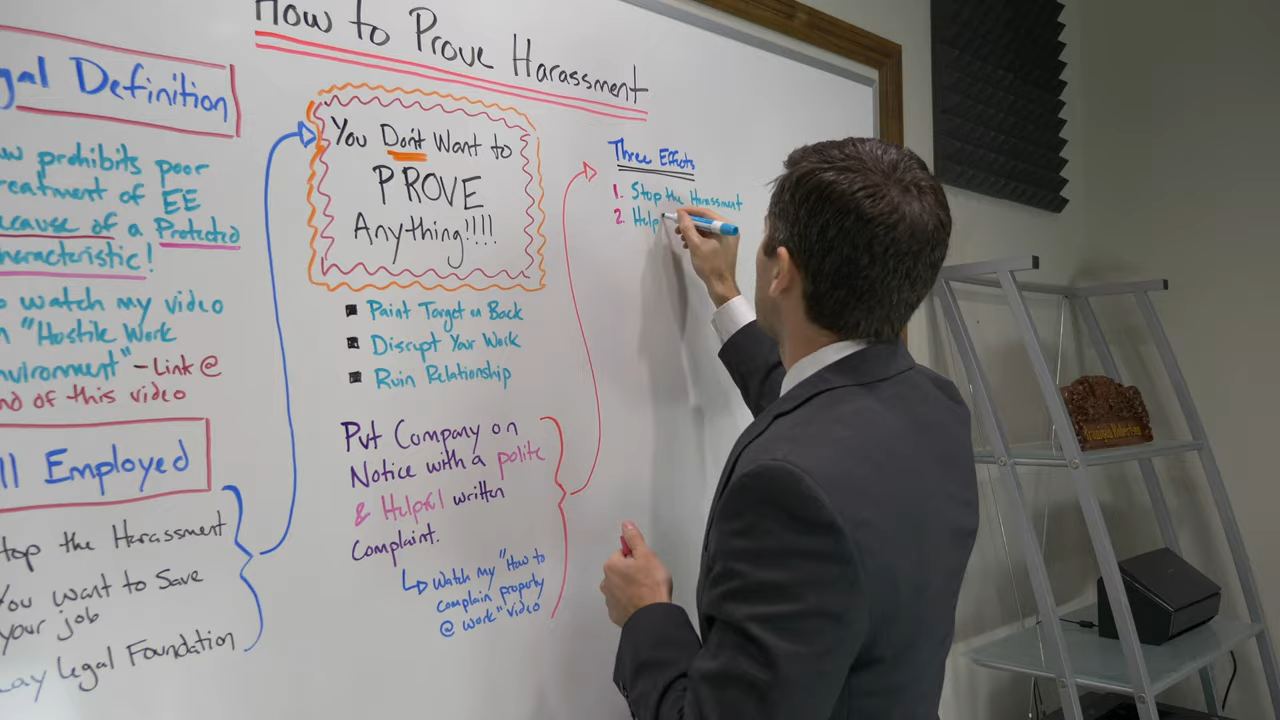 How to Prove Harassment
gal Definition
w prohibits poor
reatment of EE
ecause of a Protected
haracteristic!
o watch my video
n "Hostile Work
nvironment" - Link @
nd of this video
ll Employed
top the Harassment
You want to Save
your job
Lay Legal Foundation
You Don't Want to
PROVE
Anything!!!!
Paint Target on Back
Disrupt Your Work
Ruin Relationship
Put Company on
Notice with a polite
& Helpful written
Complaint.
Watch my "How to
complain properly
@ work" video
Three Effects
1. Stop the Harassment
2. Help